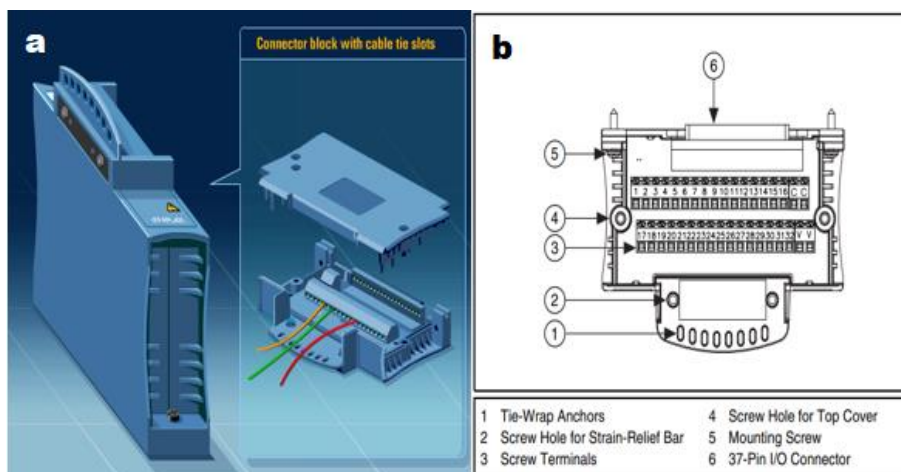 a
Connector block with cable tie slots
b
6
5
4
3
2
1
1 2 3 4 5 6 7 8 9 10 11 12 13 14 15 16 C C
17 18 19 20 21 22 23 24 25 26 27 28 29 30 31 32 V V
1 Tie-Wrap Anchors
2 Screw Hole for Strain-Relief Bar
3 Screw Terminals
4 Screw Hole for Top Cover
5 Mounting Screw
6 37-Pin I/O Connector